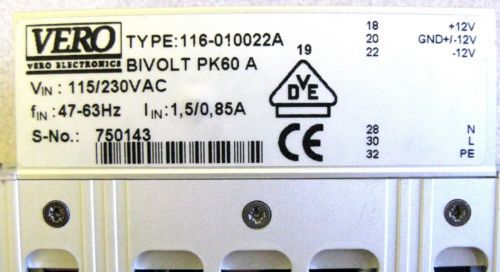 VERO
VERO ELECTRONICS
TYPE:116-010022A
BIVOLT PK60 A
VIN : 115/230VAC
fIN : 47-63Hz IIN : 1,5/0,85A
S-No.: 750143
19
DVE
CE
18 +12V
20 GND+/-12V
22 -12V
28 N
30 L
32 PE